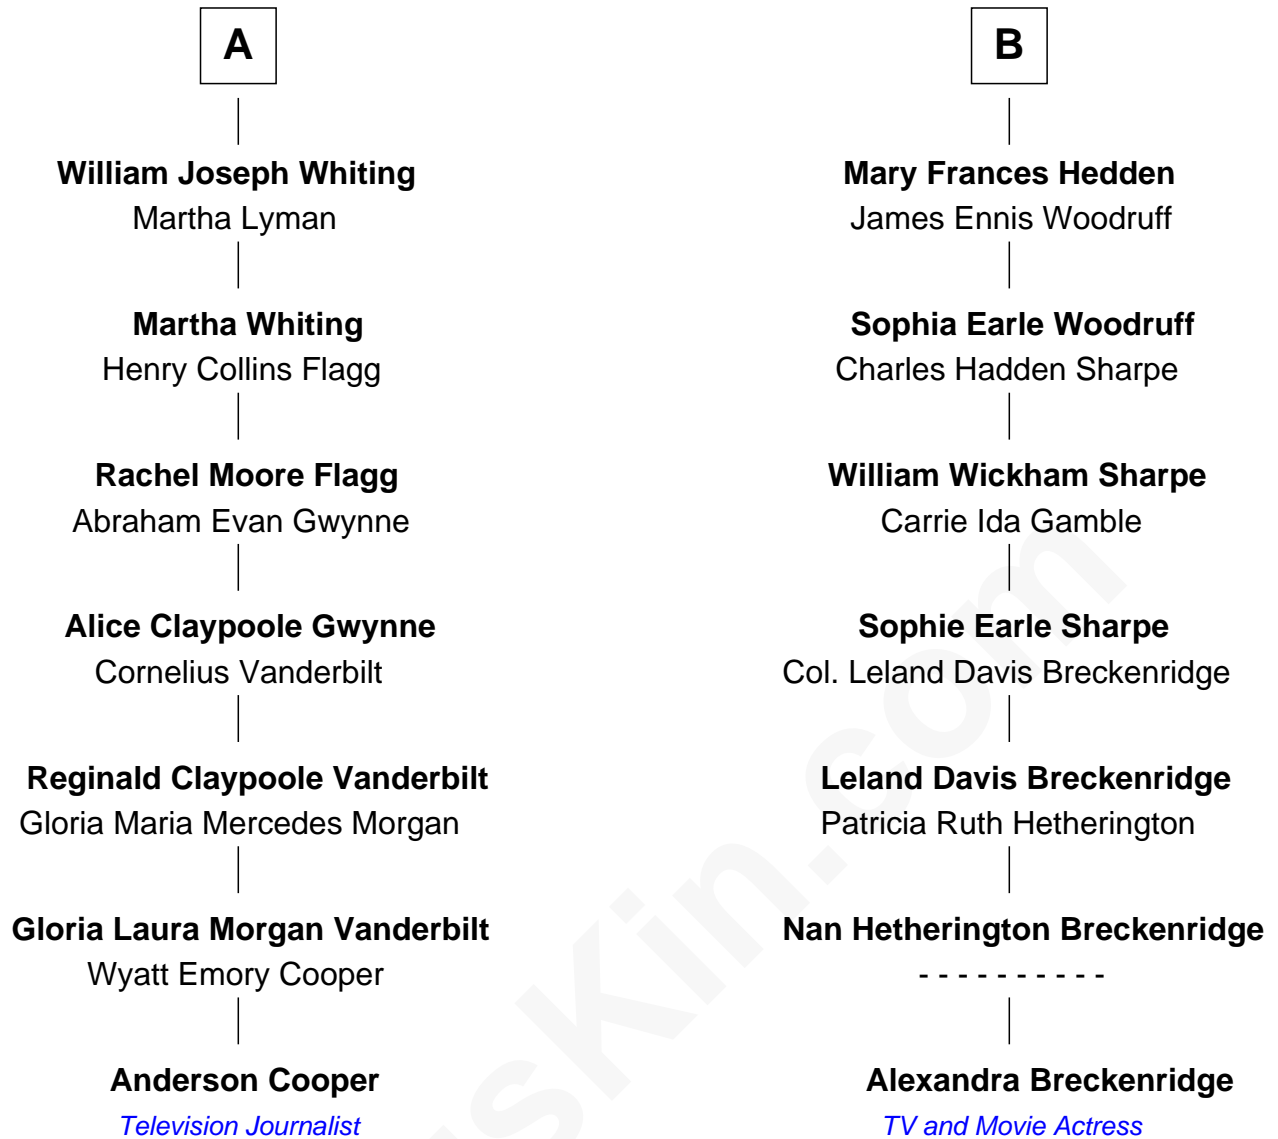 A
B
William Joseph Whiting
Martha Lyman
Mary Frances Hedden
James Ennis Woodruff
Martha Whiting
Henry Collins Flagg
Sophia Earle Woodruff
Charles Hadden Sharpe
Rachel Moore Flagg
Abraham Evan Gwynne
William Wickham Sharpe
Carrie Ida Gamble
Alice Claypoole Gwynne
Cornelius Vanderbilt
Sophie Earle Sharpe
Col. Leland Davis Breckenridge
Reginald Claypoole Vanderbilt
Gloria Maria Mercedes Morgan
Leland Davis Breckenridge
Patricia Ruth Hetherington
Gloria Laura Morgan Vanderbilt
Wyatt Emory Cooper
Nan Hetherington Breckenridge
- - - - - - - - - -
Anderson Cooper
Television Journalist
Alexandra Breckenridge
TV and Movie Actress
sKin.com